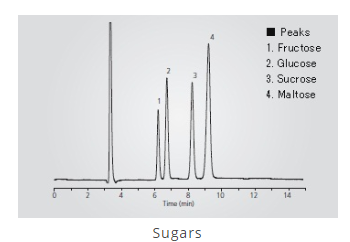 ■ Peaks
1. Fructose
2. Glucose
3. Sucrose
4. Maltose
1
2
3
4
0 2 4 6 8 10 12 14
Time (min)
Sugars